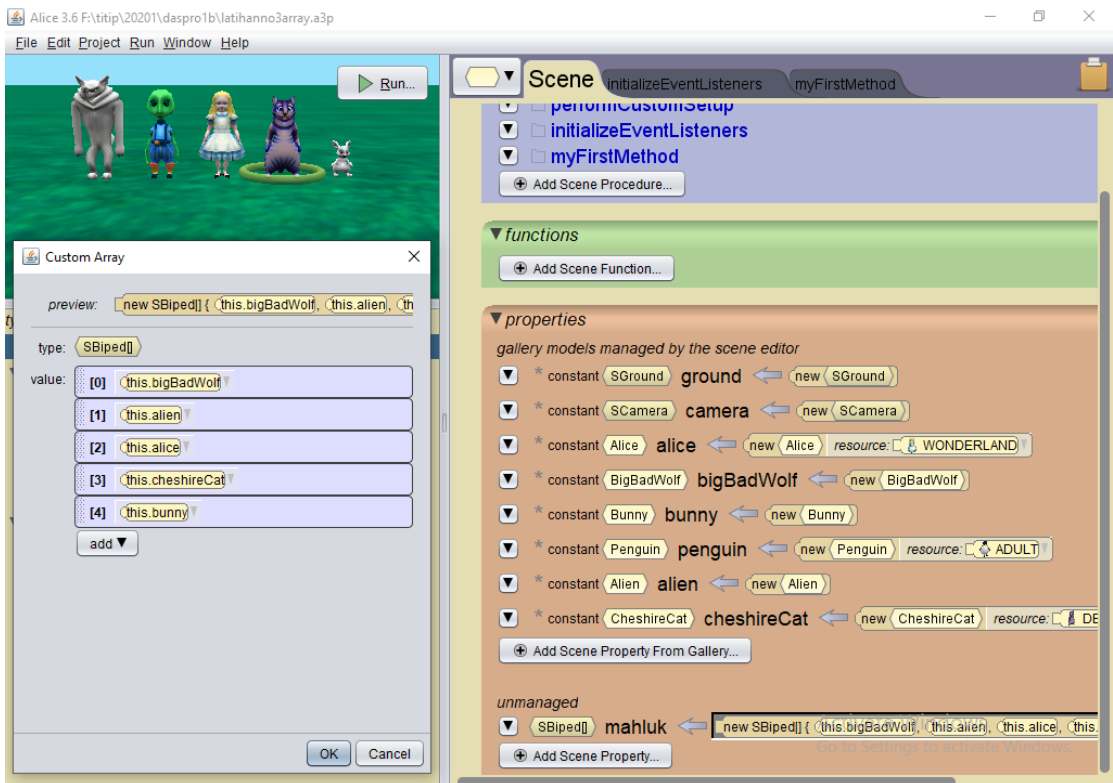 Alice 3.6 F:\titip\20201\daspro1b\latihanno3array.a3p
File Edit Project Run Window Help
Run...
Scene initializeEventListeners myFirstMethod
performCustomSetup
initializeEventListeners
myFirstMethod
Add Scene Procedure...
functions
Add Scene Function...
properties
gallery models managed by the scene editor
* constant SGround ground new SGround
* constant SCamera camera new SCamera
* constant Alice alice new Alice resource: WONDERLAND
* constant BigBadWolf bigBadWolf new BigBadWolf
* constant Bunny bunny new Bunny
* constant Penguin penguin new Penguin resource: ADULT
* constant Alien alien new Alien
* constant CheshireCat cheshireCat new CheshireCat resource: DE
Add Scene Property From Gallery...
unmanaged
SBiped[] mahluk new SBiped[] { this.bigBadWolf, this.alien, this.alice, this.
Add Scene Property...
Activate Windows
Go to Settings to activate Windows.
Custom Array
preview: new SBiped[] { this.bigBadWolf, this.alien, th
type: SBiped[]
value: [0] this.bigBadWolf
[1] this.alien
[2] this.alice
[3] this.cheshireCat
[4] this.bunny
add
OK Cancel